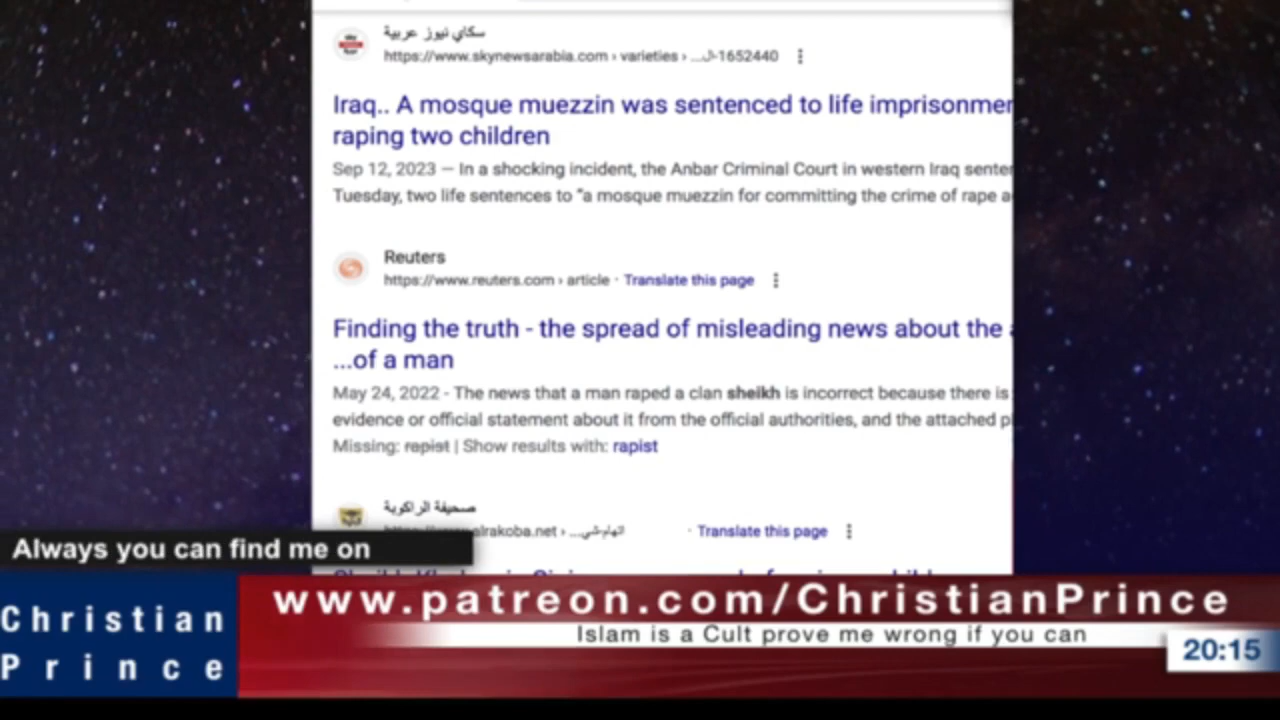 سكاي نيوز عربية
https://www.skynewsarabia.com › varieties › ...ال-1652440
Iraq.. A mosque muezzin was sentenced to life
raping two children
Sep 12, 2023 — In a shocking incident, the Anbar Criminal Court in western Iraq
Tuesday, two life sentences to "a mosque muezzin for committing the crime of rape
Reuters
https://www.reuters.com › article · Translate this page
Finding the truth - the spread of misleading news about the
...of a man
May 24, 2022 - The news that a man raped a clan sheikh is incorrect because there is
evidence or official statement about it from the official authorities, and the attached
Missing: rapist | Show results with: rapist
صحيفة الراكوبة
alrakoba.net › ...اتهام-شي · Translate this page
Always you can find me on
www.patreon.com/ChristianPrince
Islam is a Cult prove me wrong if you can
Christian
Prince
20:15